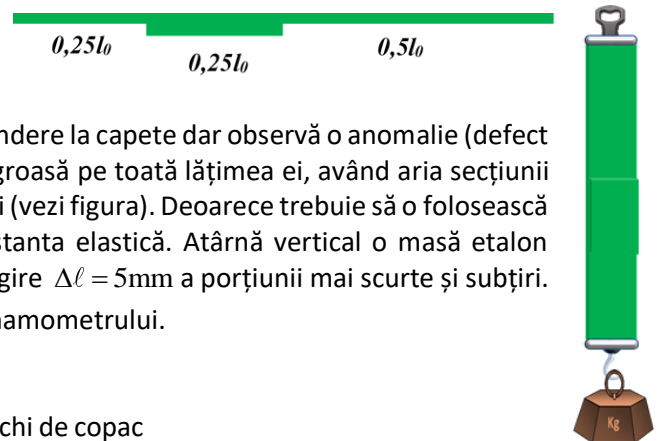 0,25l₀
0,25l₀
0,5l₀
ndere la capete dar observă o anomalie (defect
groasă pe toată lățimea ei, având aria secțiunii
i (vezi figura). Deoarece trebuie să o folosească
stanta elastică. Atârnă vertical o masă etalon
gire Δℓ = 5mm a porțiunii mai scurte și subțiri.
namometrului.
chi de copac
Kg